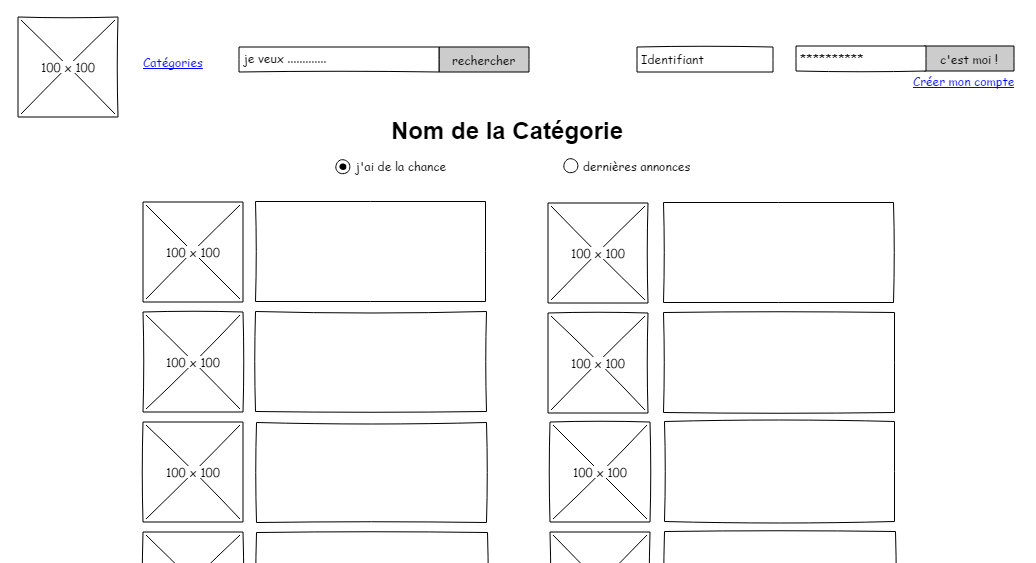 100 x 100
Catégories
je veux .............
rechercher
Identifiant
**********
c'est moi !
Créer mon compte
Nom de la Catégorie
j'ai de la chance
dernières annonces
100 x 100
100 x 100
100 x 100
100 x 100
100 x 100
100 x 100